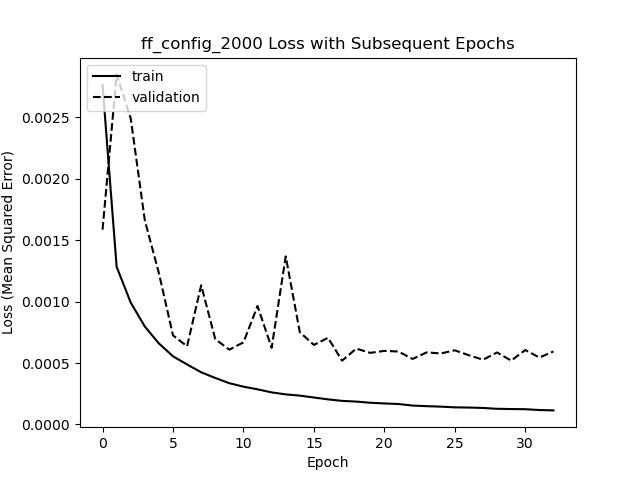 ff_config_2000 Loss with Subsequent Epochs
train
validation
Loss (Mean Squared Error)
0.0025
0.0020
0.0015
0.0010
0.0005
0.0000
0 5 10 15 20 25 30
Epoch